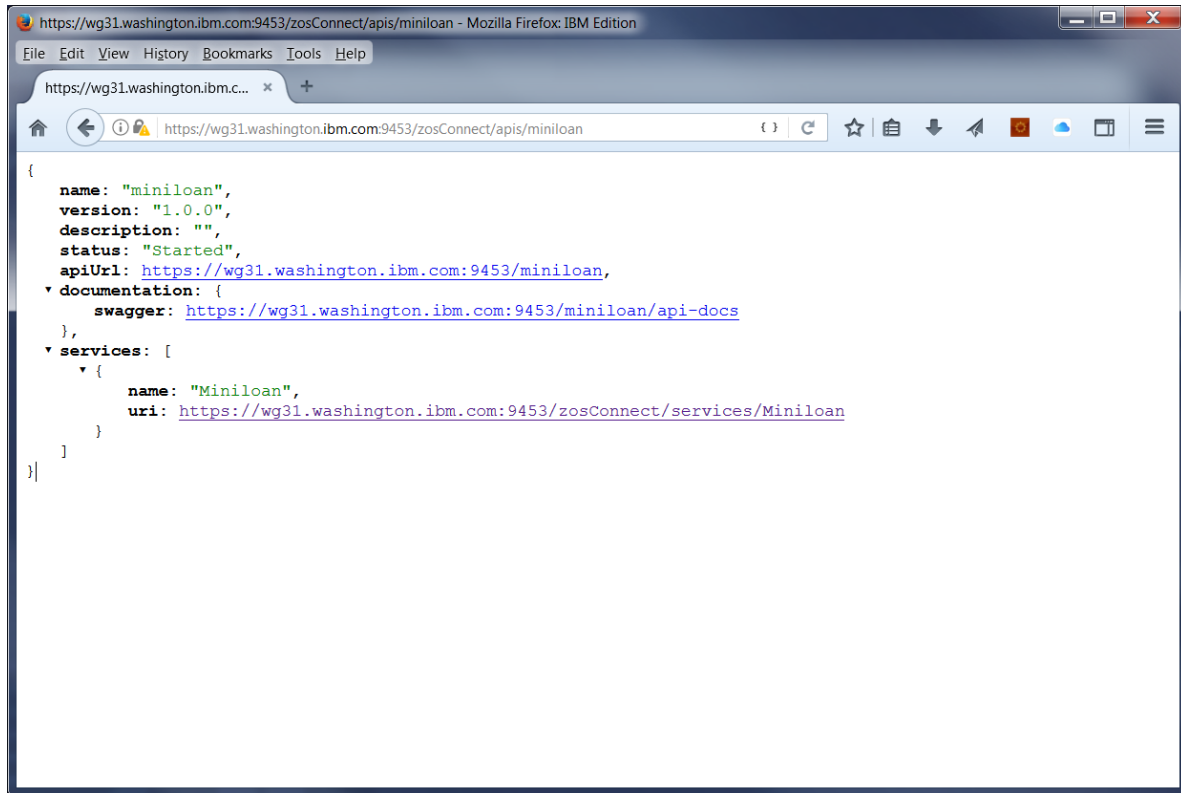 https://wg31.washington.ibm.com:9453/zosConnect/apis/miniloan - Mozilla Firefox: IBM Edition
File Edit View History Bookmarks Tools Help
https://wg31.washington.ibm.c... × +
https://wg31.washington.ibm.com:9453/zosConnect/apis/miniloan { }
{
name: "miniloan",
version: "1.0.0",
description: "",
status: "Started",
apiUrl: https://wg31.washington.ibm.com:9453/miniloan,
documentation: {
swagger: https://wg31.washington.ibm.com:9453/miniloan/api-docs
},
services: [
{
name: "Miniloan",
uri: https://wg31.washington.ibm.com:9453/zosConnect/services/Miniloan
}
]
}